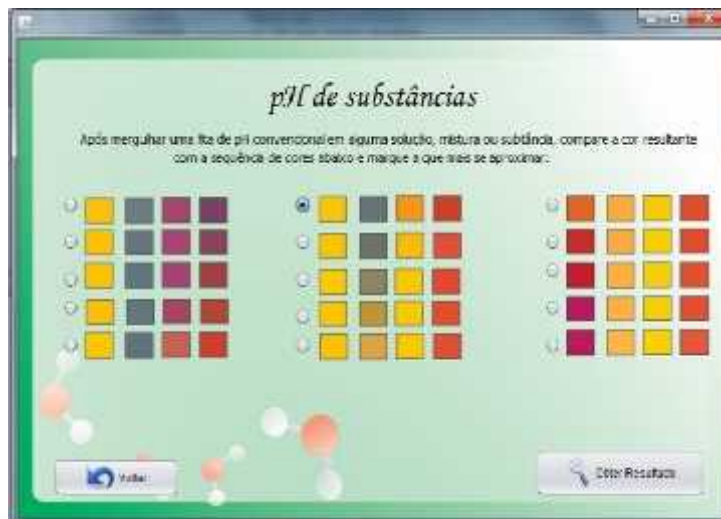 pH de substâncias
Após mergulhar uma fita de pH convencional em alguma solução, mistura ou substância, compare a cor resultante
com a sequência de cores abaixo e marque a que mais se aproximar:
Voltar
Obter Resultado